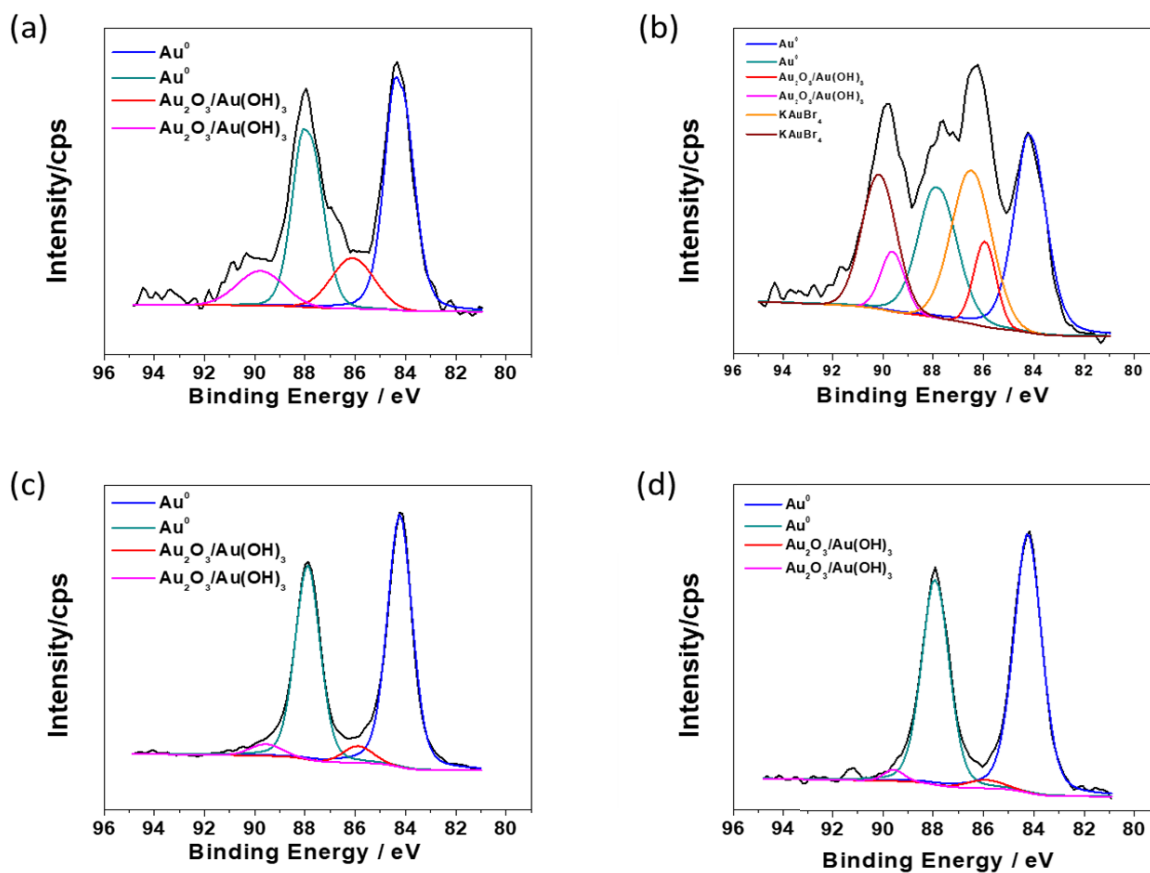 (a)
Au⁰
Au⁰
Au₂O₃/Au(OH)₃
Au₂O₃/Au(OH)₃
Intensity/cps
96 94 92 90 88 86 84 82 80
Binding Energy / eV
(b)
Au⁰
Au⁰
Au₂O₃/Au(OH)₃
Au₂O₃/Au(OH)₃
KAuBr₄
KAuBr₄
Intensity/cps
96 94 92 90 88 86 84 82 80
Binding Energy / eV
(c)
Au⁰
Au⁰
Au₂O₃/Au(OH)₃
Au₂O₃/Au(OH)₃
Intensity/cps
96 94 92 90 88 86 84 82 80
Binding Energy / eV
(d)
Au⁰
Au⁰
Au₂O₃/Au(OH)₃
Au₂O₃/Au(OH)₃
Intensity/cps
96 94 92 90 88 86 84 82 80
Binding Energy / eV